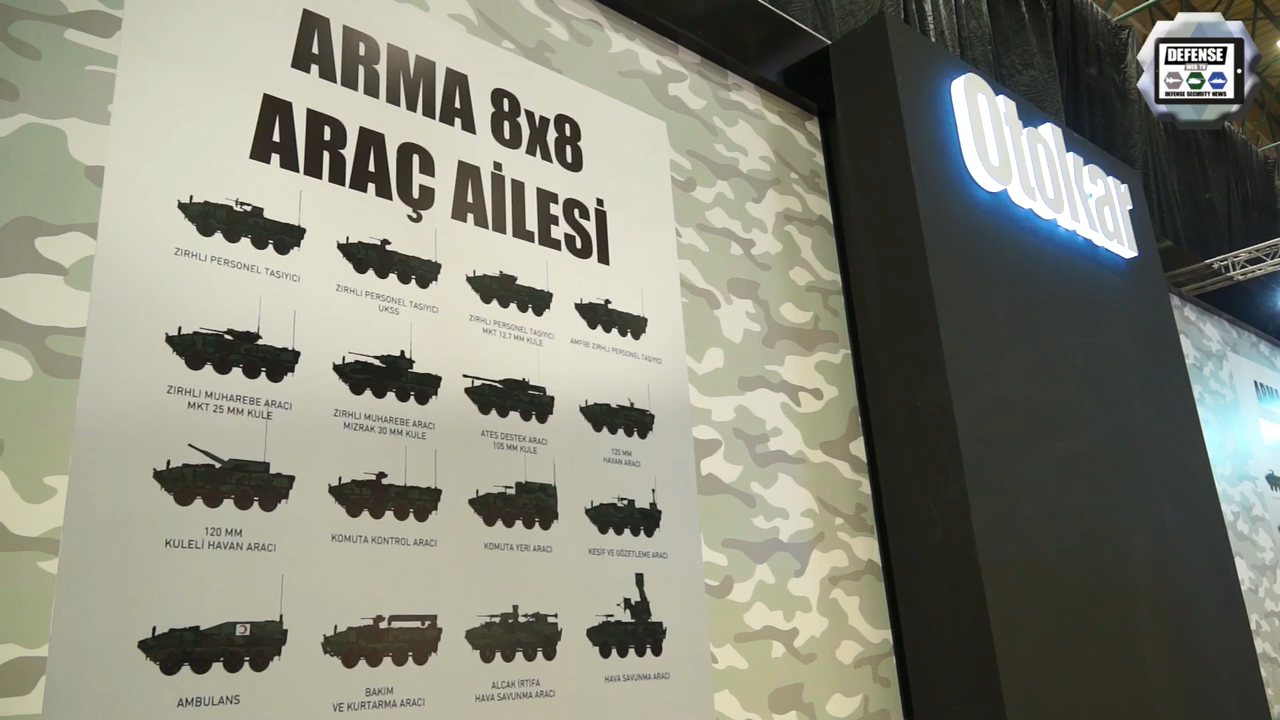 ARMA 8x8
ARAÇ AİLESİ
ZIRHLI PERSONEL TAŞIYICI
ZIRHLI PERSONEL TAŞIYICI
UKSS
ZIRHLI PERSONEL TAŞIYICI
MKT 12.7 MM KULE
AMFİBİ ZIRHLI PERSONEL TAŞIYICI
ZIRHLI MUHAREBE ARACI
MKT 25 MM KULE
ZIRHLI MUHAREBE ARACI
MIZRAK 30 MM KULE
ATEŞ DESTEK ARACI
105 MM KULE
120 MM
HAVAN ARACI
120 MM
KULELİ HAVAN ARACI
KOMUTA KONTROL ARACI
KOMUTA YERİ ARACI
KEŞİF VE GÖZETLEME ARACI
AMBULANS
BAKIM
VE KURTARMA ARACI
ALÇAK İRTİFA
HAVA SAVUNMA ARACI
HAVA SAVUNMA ARACI
Otokar
DEFENSE
WEB TV
DEFENSE SECURITY NEWS